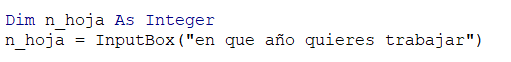 Dim n_hoja As Integer
n_hoja = InputBox("en que año quieres trabajar")